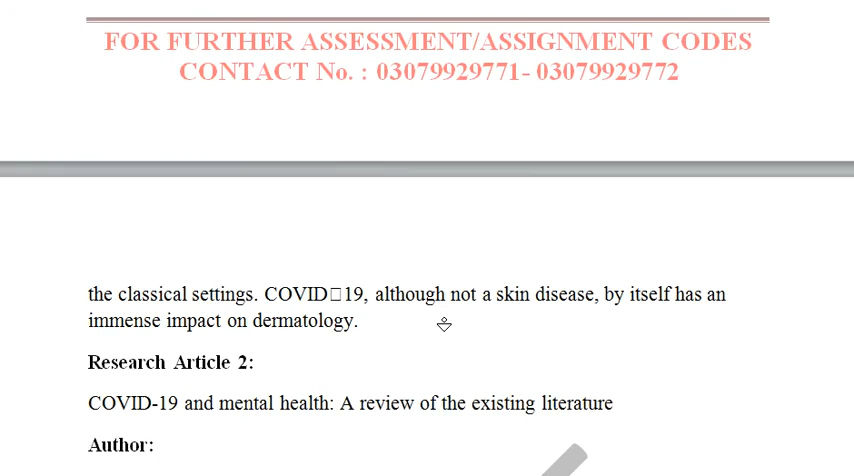 FOR FURTHER ASSESSMENT/ASSIGNMENT CODES
CONTACT No. : 03079929771- 03079929772
the classical settings. COVID□19, although not a skin disease, by itself has an
immense impact on dermatology.
Research Article 2:
COVID-19 and mental health: A review of the existing literature
Author: